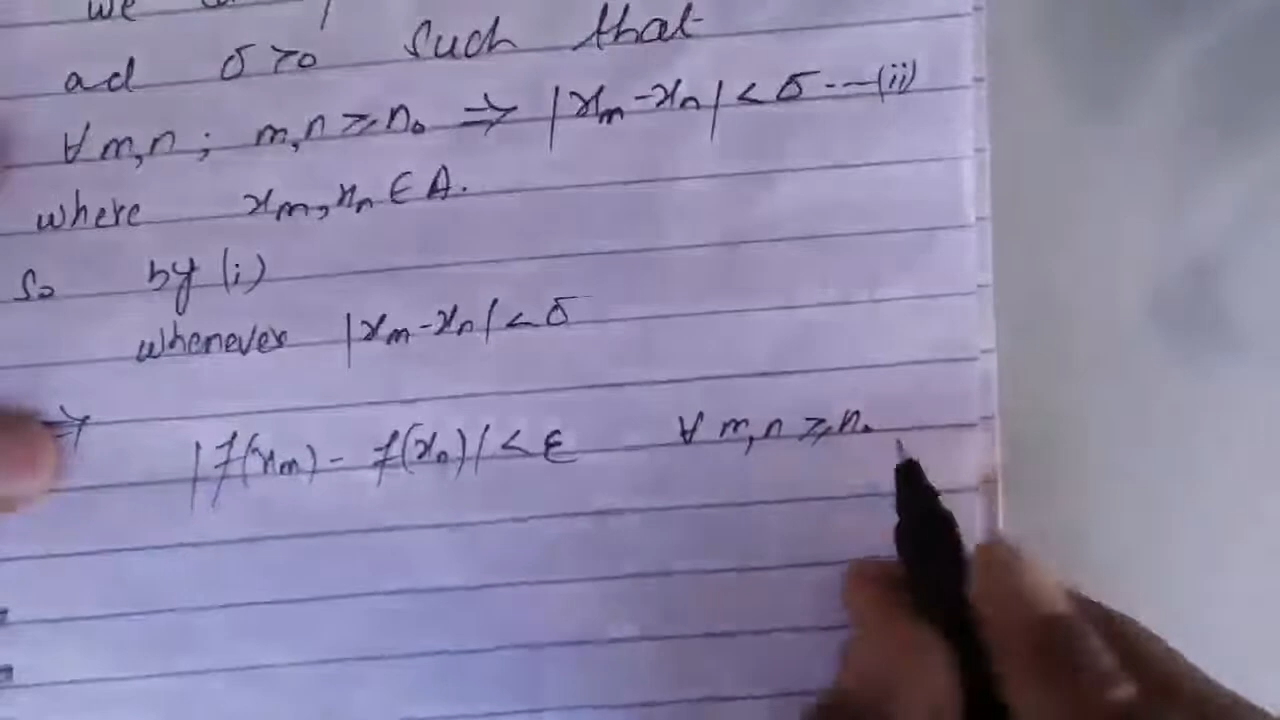 we
ad δ>0 such that
∀ m,n ; m,n ≥ n₀ ⇒ |xₘ-xₙ| < δ ---(ii)
where xₘ,xₙ ∈ A.
So by (i)
whenever |xₘ-xₙ| < δ
⇒ |f(xₘ) - f(xₙ)| < ε ∀ m,n ≥ n₀